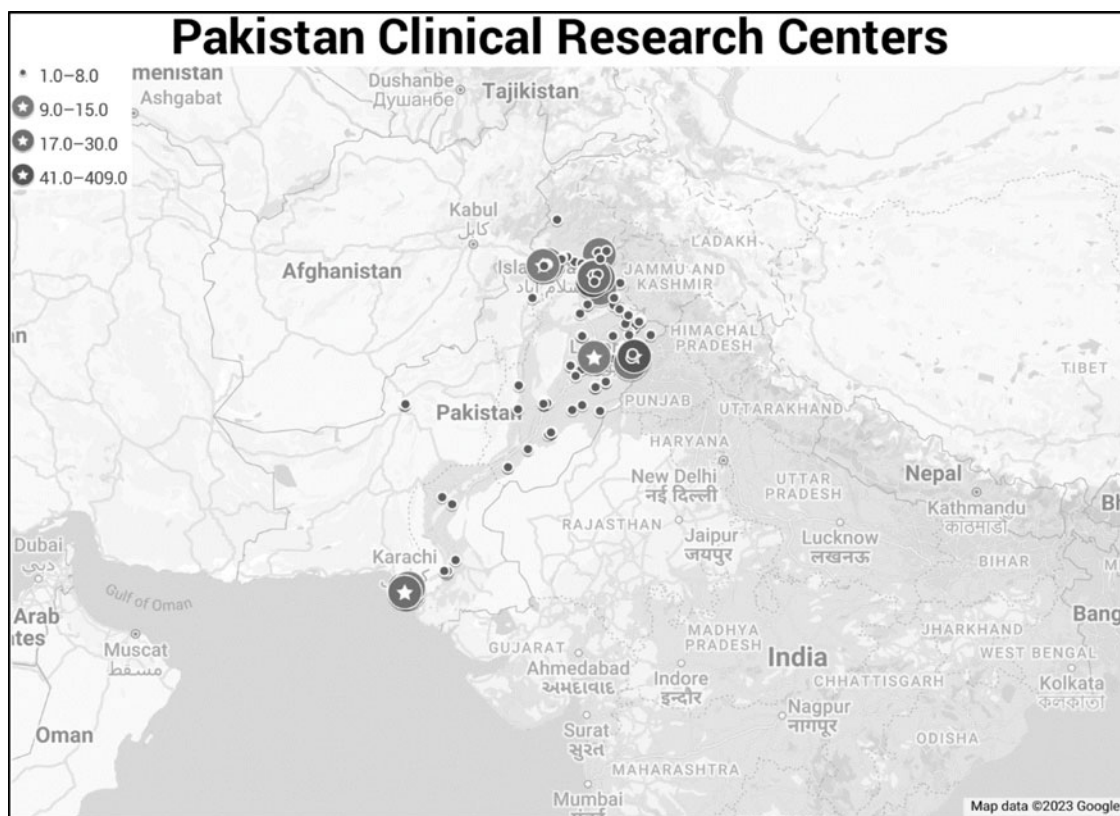 Pakistan Clinical Research Centers
1.0–8.0
9.0–15.0
17.0–30.0
41.0–409.0
Ashgabat
Dushanbe
Душанбе
Tajikistan
Kabul
کابل
Afghanistan
LADAKH
JAMMU AND
KASHMIR
HIMACHAL
PRADESH
TIBET
Pakistan
PUNJAB
UTTARAKHAND
HARYANA
New Delhi
नई दिल्ली
UTTAR
PRADESH
Nepal
Kathmandu
काठमाडौं
RAJASTHAN
Jaipur
जयपुर
Lucknow
लखनऊ
BIHAR
Dubai
دبي
Karachi
Gulf of Oman
Muscat
مسقط
Arab
Oman
GUJARAT
Ahmedabad
અમદાવાદ
MADHYA
PRADESH
Indore
इन्दौर
India
JHARKHAND
WEST BENGAL
CHHATTISGARH
Kolkata
কলকাতা
Nagpur
नागपूर
Surat
સુરત
ODISHA
MAHARASHTRA
Mumbai
Map data ©2023 Google